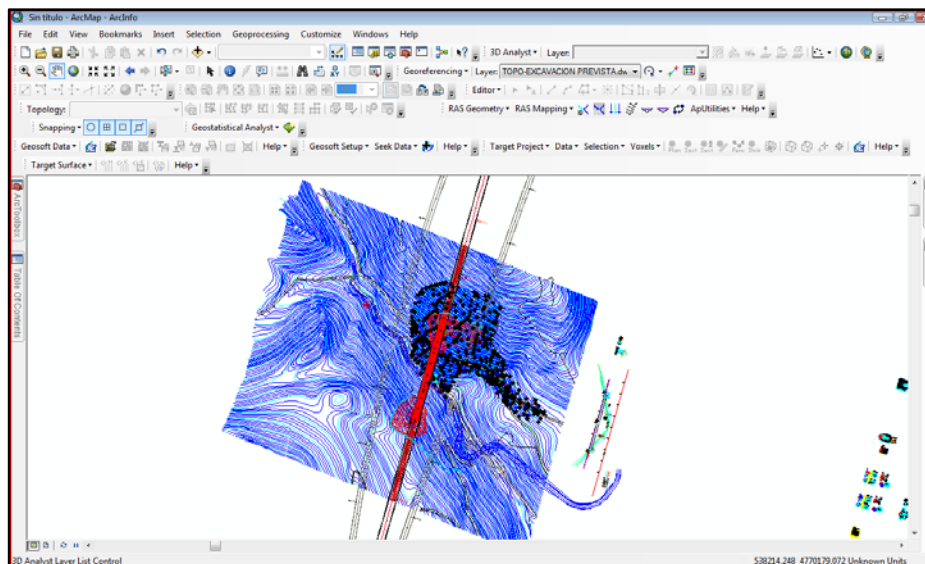 Sin título - ArcMap - ArcInfo
File Edit View Bookmarks Insert Selection Geoprocessing Customize Windows Help
3D Analyst Layer:
Georeferencing Layer: TOPO-EXCAVACION PREVISTA.dw
Editor
Topology: RAS Geometry RAS Mapping ApUtilities Help
Snapping Geostatistical Analyst
Geosoft Data Help Geosoft Setup Seek Data Help Target Project Data Selection Voxels Help
Target Surface Help
ArcToolbox
Table Of Contents
3D Analyst Layer List Control 538214.248 4770179.072 Unknown Units